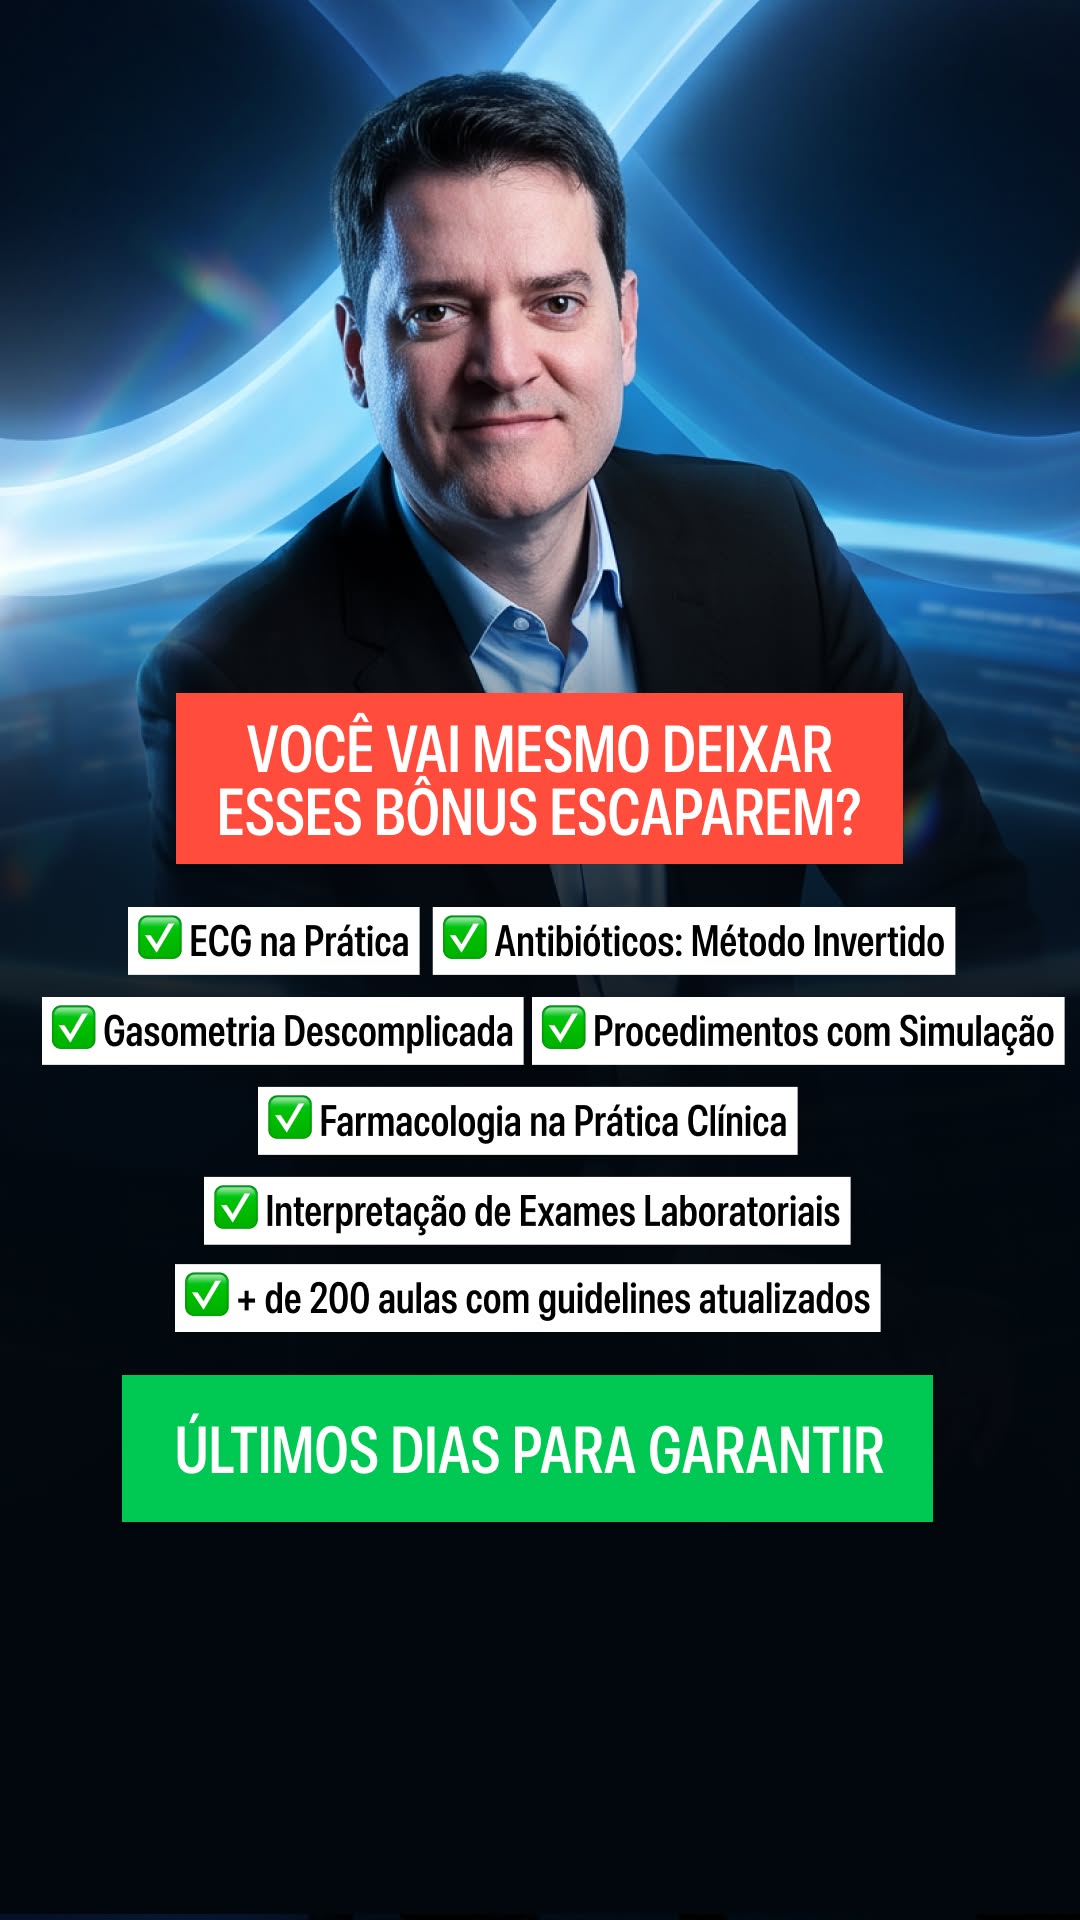 VOCÊ VAI MESMO DEIXAR
ESSES BÔNUS ESCAPAREM?
✅ ECG na Prática
✅ Antibióticos: Método Invertido
✅ Gasometria Descomplicada
✅ Procedimentos com Simulação
✅ Farmacologia na Prática Clínica
✅ Interpretação de Exames Laboratoriais
✅ + de 200 aulas com guidelines atualizados
ÚLTIMOS DIAS PARA GARANTIR